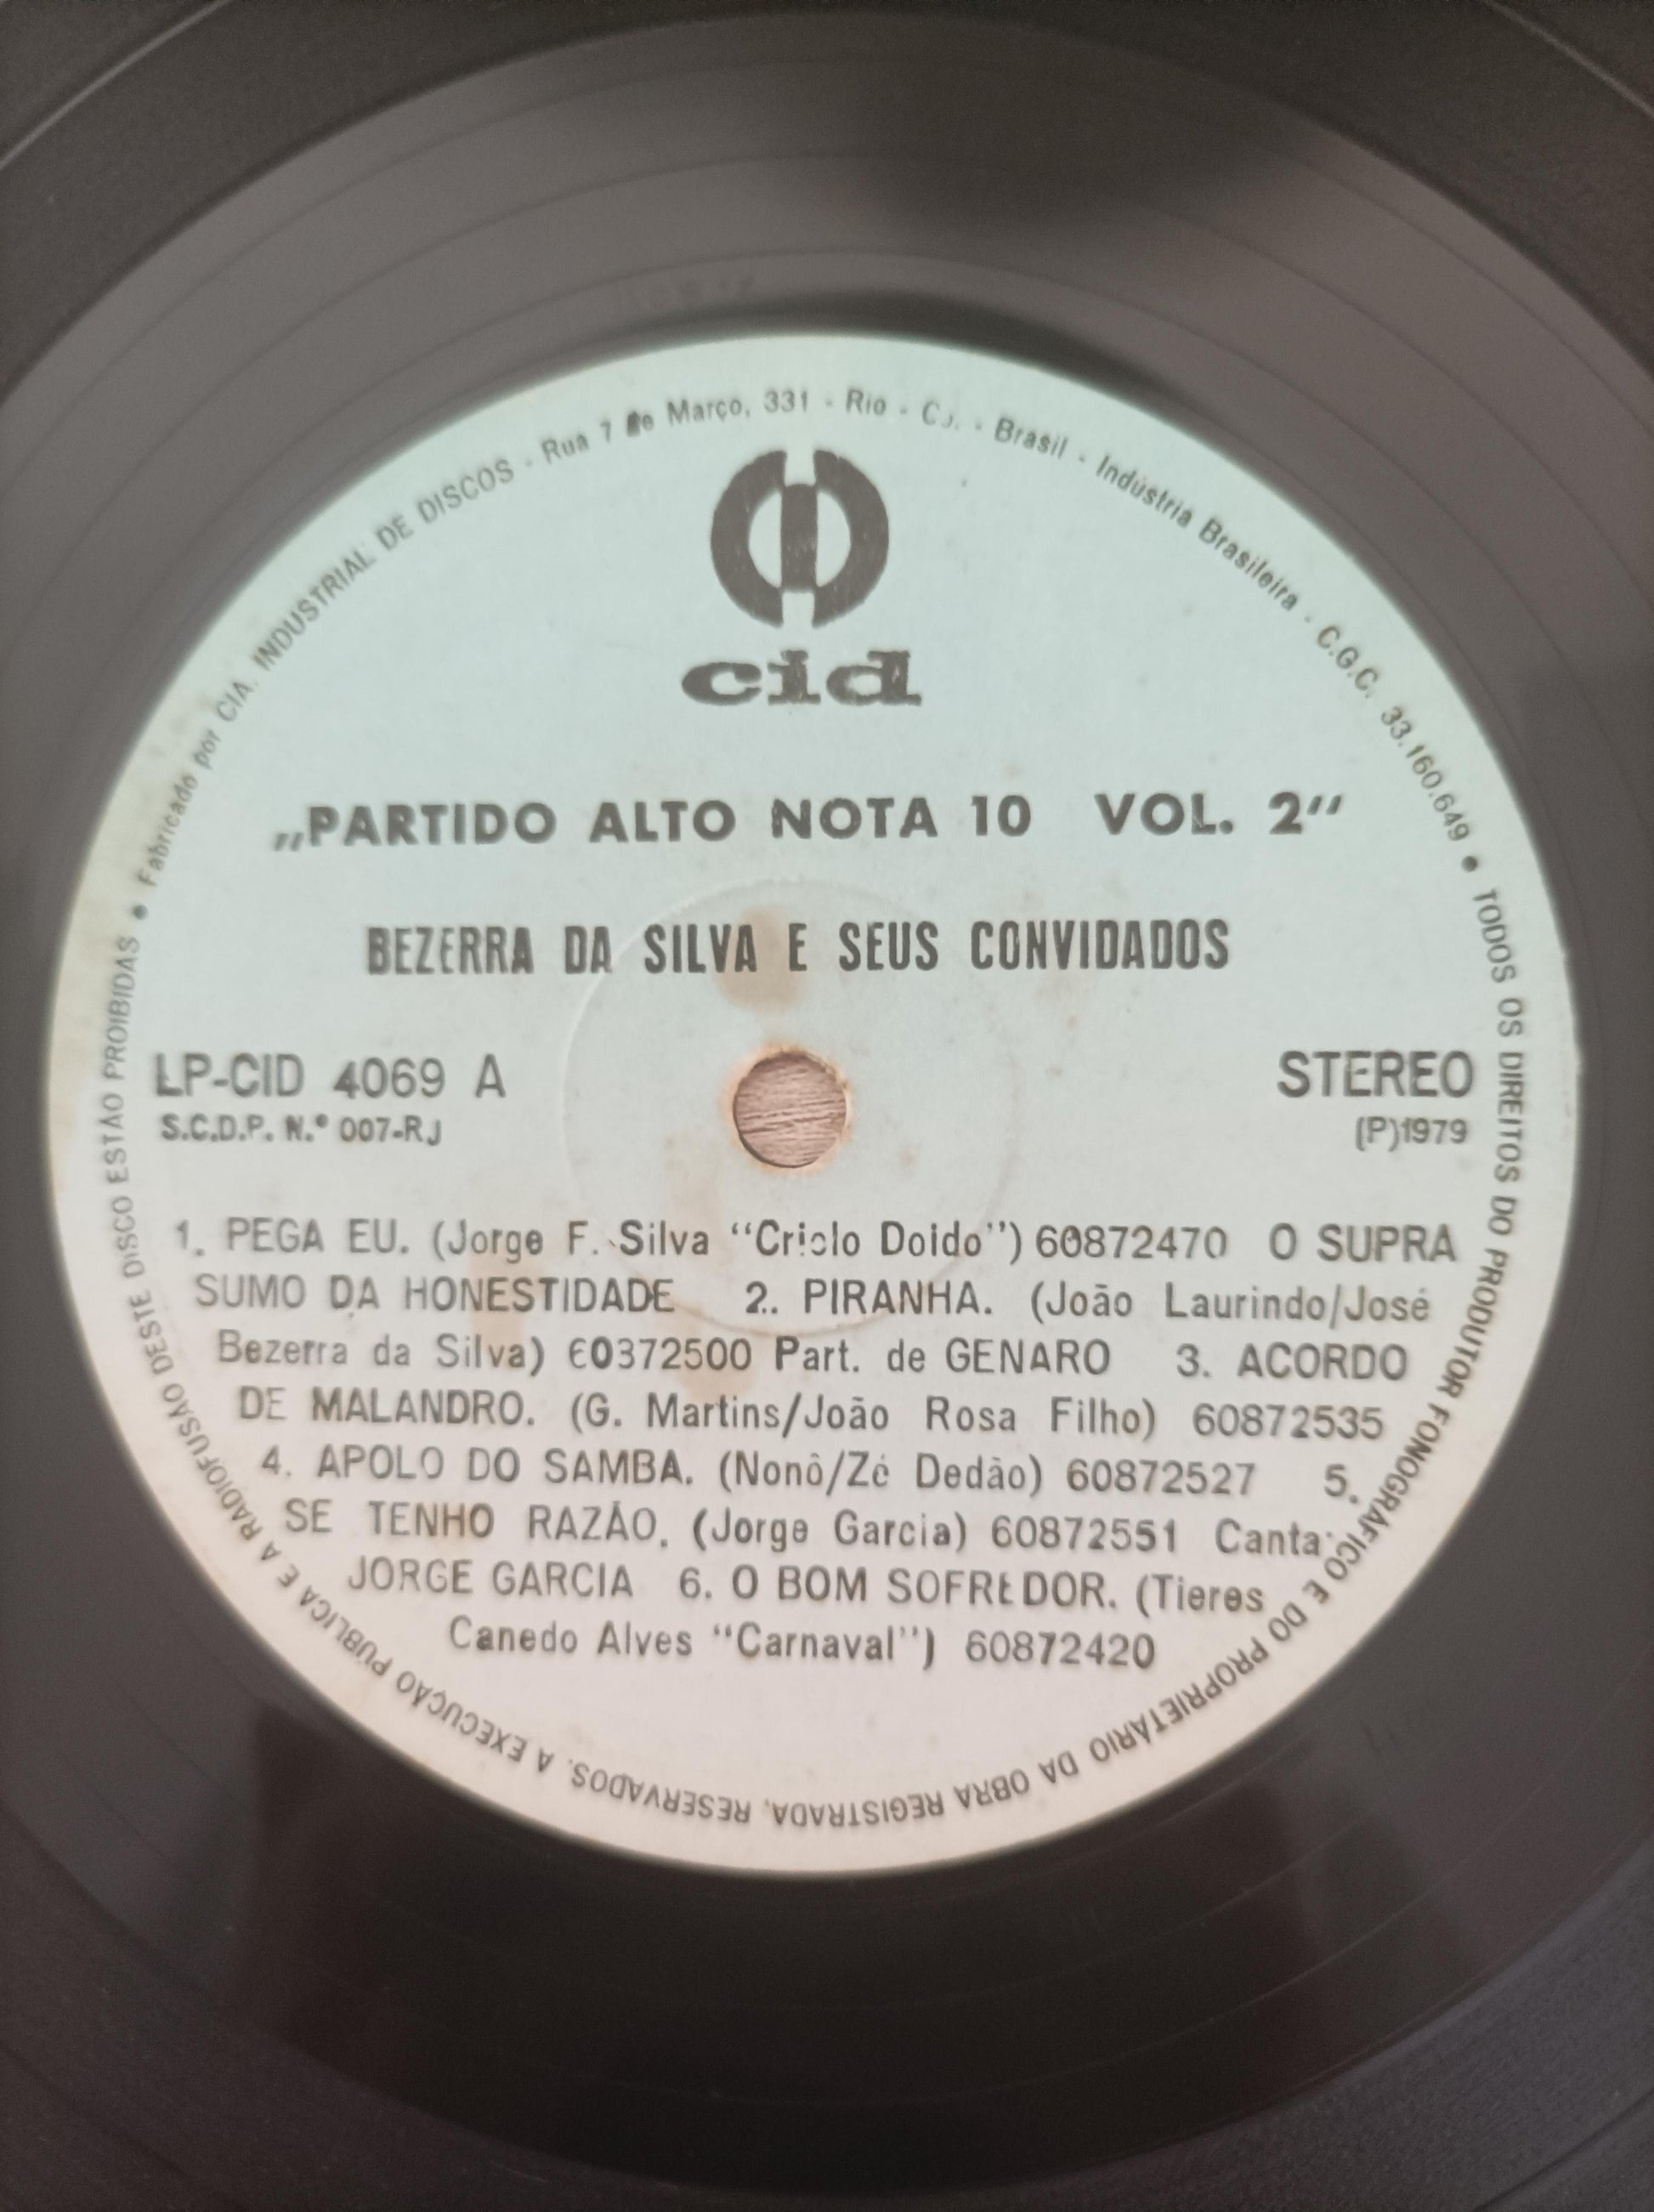 • Fabricado por CIA. INDUSTRIAL DE DISCOS - Rua 7 de Março, 331 - Rio - - Brasil - Indústria Brasileira - C.G.C. 33.160.649 • TODOS OS DIREITOS DO PRODUTOR FONOGRÁFICO E DO PROPRIETÁRIO DA OBRA REGISTRADA, RESERVADOS. A EXECUÇÃO PÚBLICA E A RADIOFUSÃO DESTE DISCO ESTÃO PROIBIDAS
cid
„PARTIDO ALTO NOTA 10 VOL. 2“
BEZERRA DA SILVA E SEUS CONVIDADOS
LP-CID 4069 A
STEREO
S.C.D.P. N.º 007-RJ
(P)1979
1. PEGA EU. (Jorge F. Silva “Criolo Doido”) 60872470 O SUPRA
SUMO DA HONESTIDADE 2. PIRANHA. (João Laurindo/José
Bezerra da Silva) 60372500 Part. de GENARO 3. ACORDO
DE MALANDRO. (G. Martins/João Rosa Filho) 60872535
4. APOLO DO SAMBA. (Nonô/Zé Dedão) 60872527 5.
SE TENHO RAZÃO. (Jorge Garcia) 60872551 Canta:
JORGE GARCIA 6. O BOM SOFREDOR. (Tieres
Canedo Alves “Carnaval”) 60872420